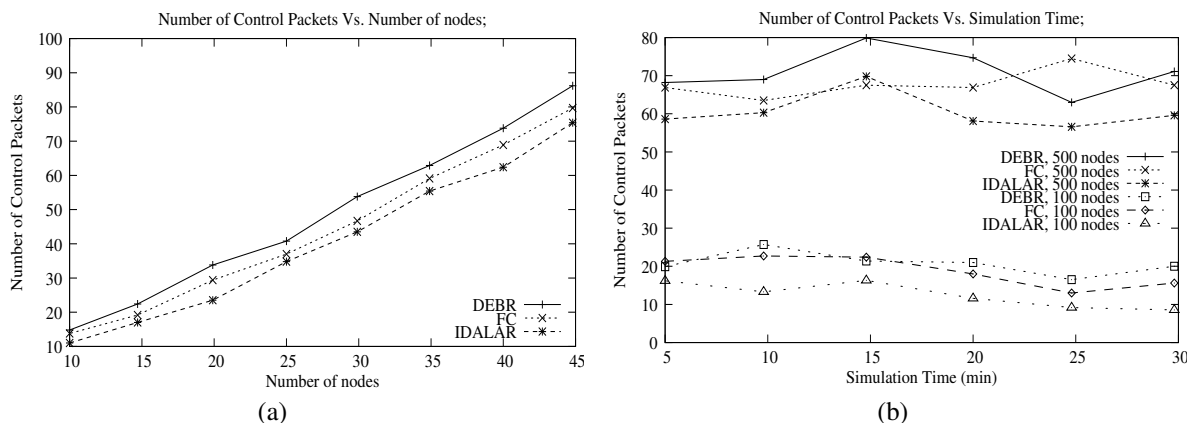 Number of Control Packets Vs. Number of nodes;
100
90
80
70
60
50
40
30
20
10
Number of Control Packets
DEBR
FC
IDALAR
10 15 20 25 30 35 40 45
Number of nodes
(a)
Number of Control Packets Vs. Simulation Time;
80
70
60
50
40
30
20
10
0
Number of Control Packets
DEBR, 500 nodes
FC, 500 nodes
IDALAR, 500 nodes
DEBR, 100 nodes
FC, 100 nodes
IDALAR, 100 nodes
5 10 15 20 25 30
Simulation Time (min)
(b)